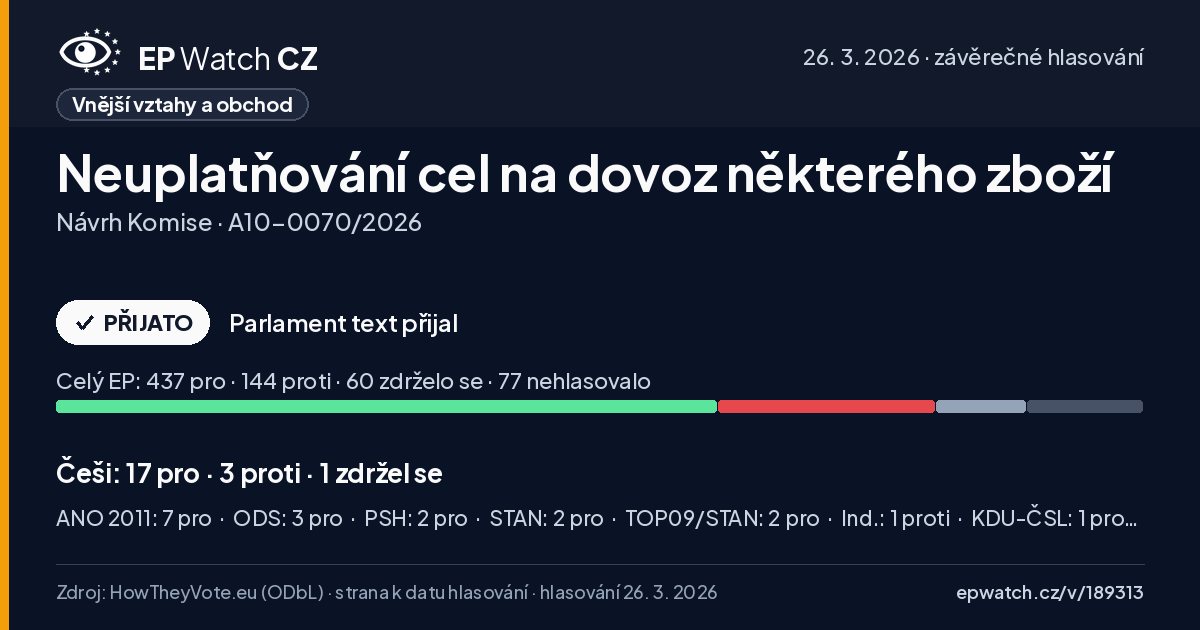 EP Watch CZ
26. 3. 2026 · závěrečné hlasování
Vnější vztahy a obchod
Neuplatňování cel na dovoz některého zboží
Návrh Komise · A10–0070/2026
✓ PŘIJATO
Parlament text přijal
Celý EP: 437 pro · 144 proti · 60 zdrželo se · 77 nehlasovalo
Češi: 17 pro · 3 proti · 1 zdržel se
ANO 2011: 7 pro · ODS: 3 pro · PSH: 2 pro · STAN: 2 pro · TOP09/STAN: 2 pro · Ind.: 1 proti · KDU-ČSL: 1 pro…
Zdroj: HowTheyVote.eu (ODbL) · strana k datu hlasování · hlasování 26. 3. 2026
epwatch.cz/v/189313